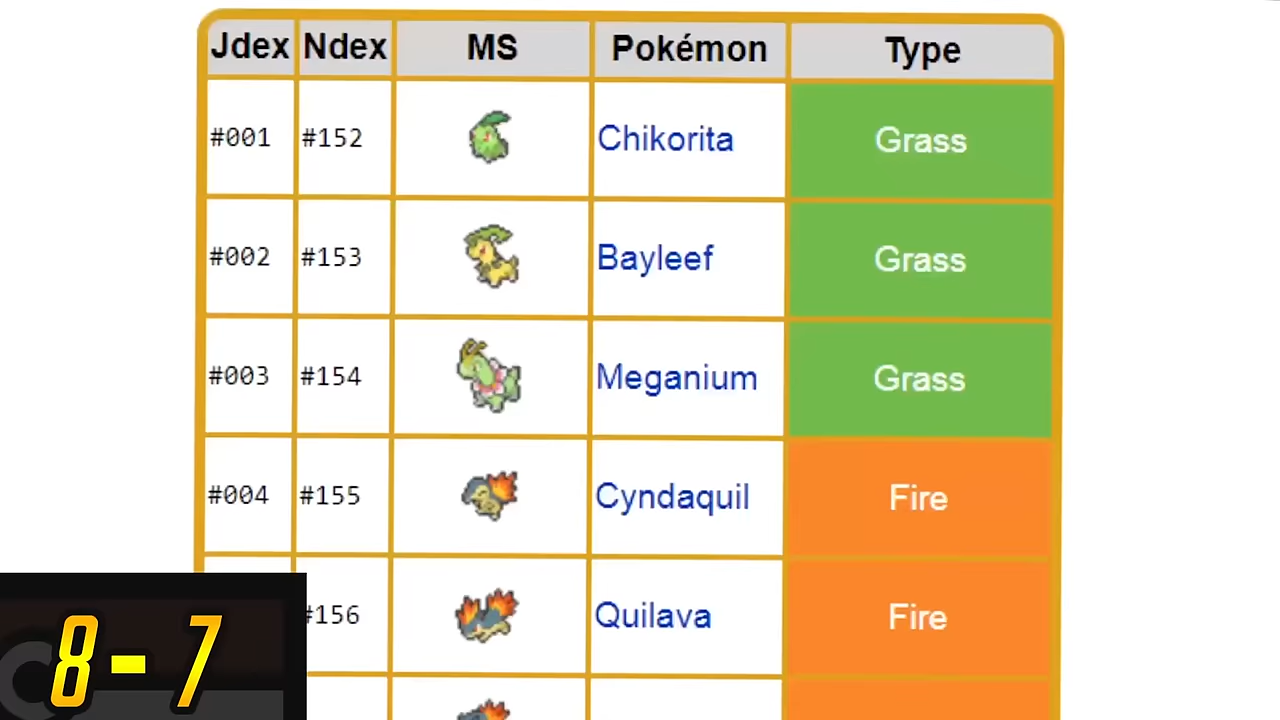 Jdex Ndex MS Pokémon Type
#001 #152 Chikorita Grass
#002 #153 Bayleef Grass
#003 #154 Meganium Grass
#004 #155 Cyndaquil Fire
#156 Quilava Fire
8 - 7